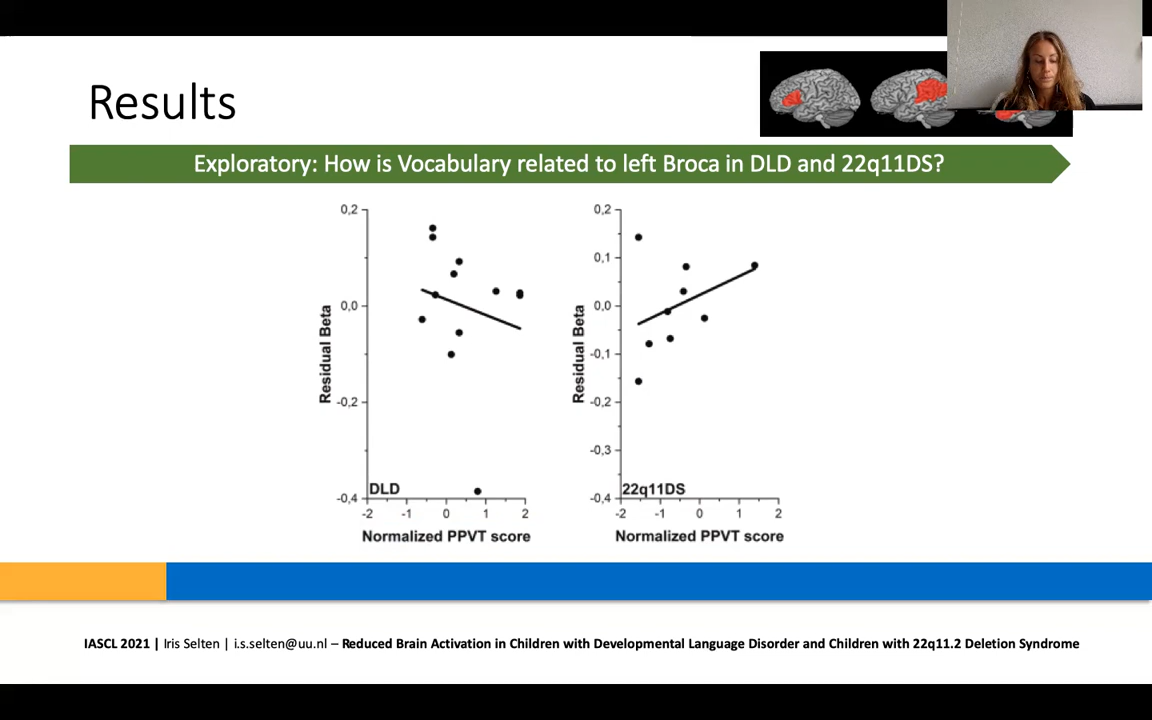 Results
Exploratory: How is Vocabulary related to left Broca in DLD and 22q11DS?
0,2
0,0
-0,2
-0,4
Residual Beta
DLD
-2 -1 0 1 2
Normalized PPVT score
0,2
0,1
0,0
-0,1
-0,2
-0,3
-0,4
Residual Beta
22q11DS
-2 -1 0 1 2
Normalized PPVT score
IASCL 2021 | Iris Selten | i.s.selten@uu.nl – Reduced Brain Activation in Children with Developmental Language Disorder and Children with 22q11.2 Deletion Syndrome